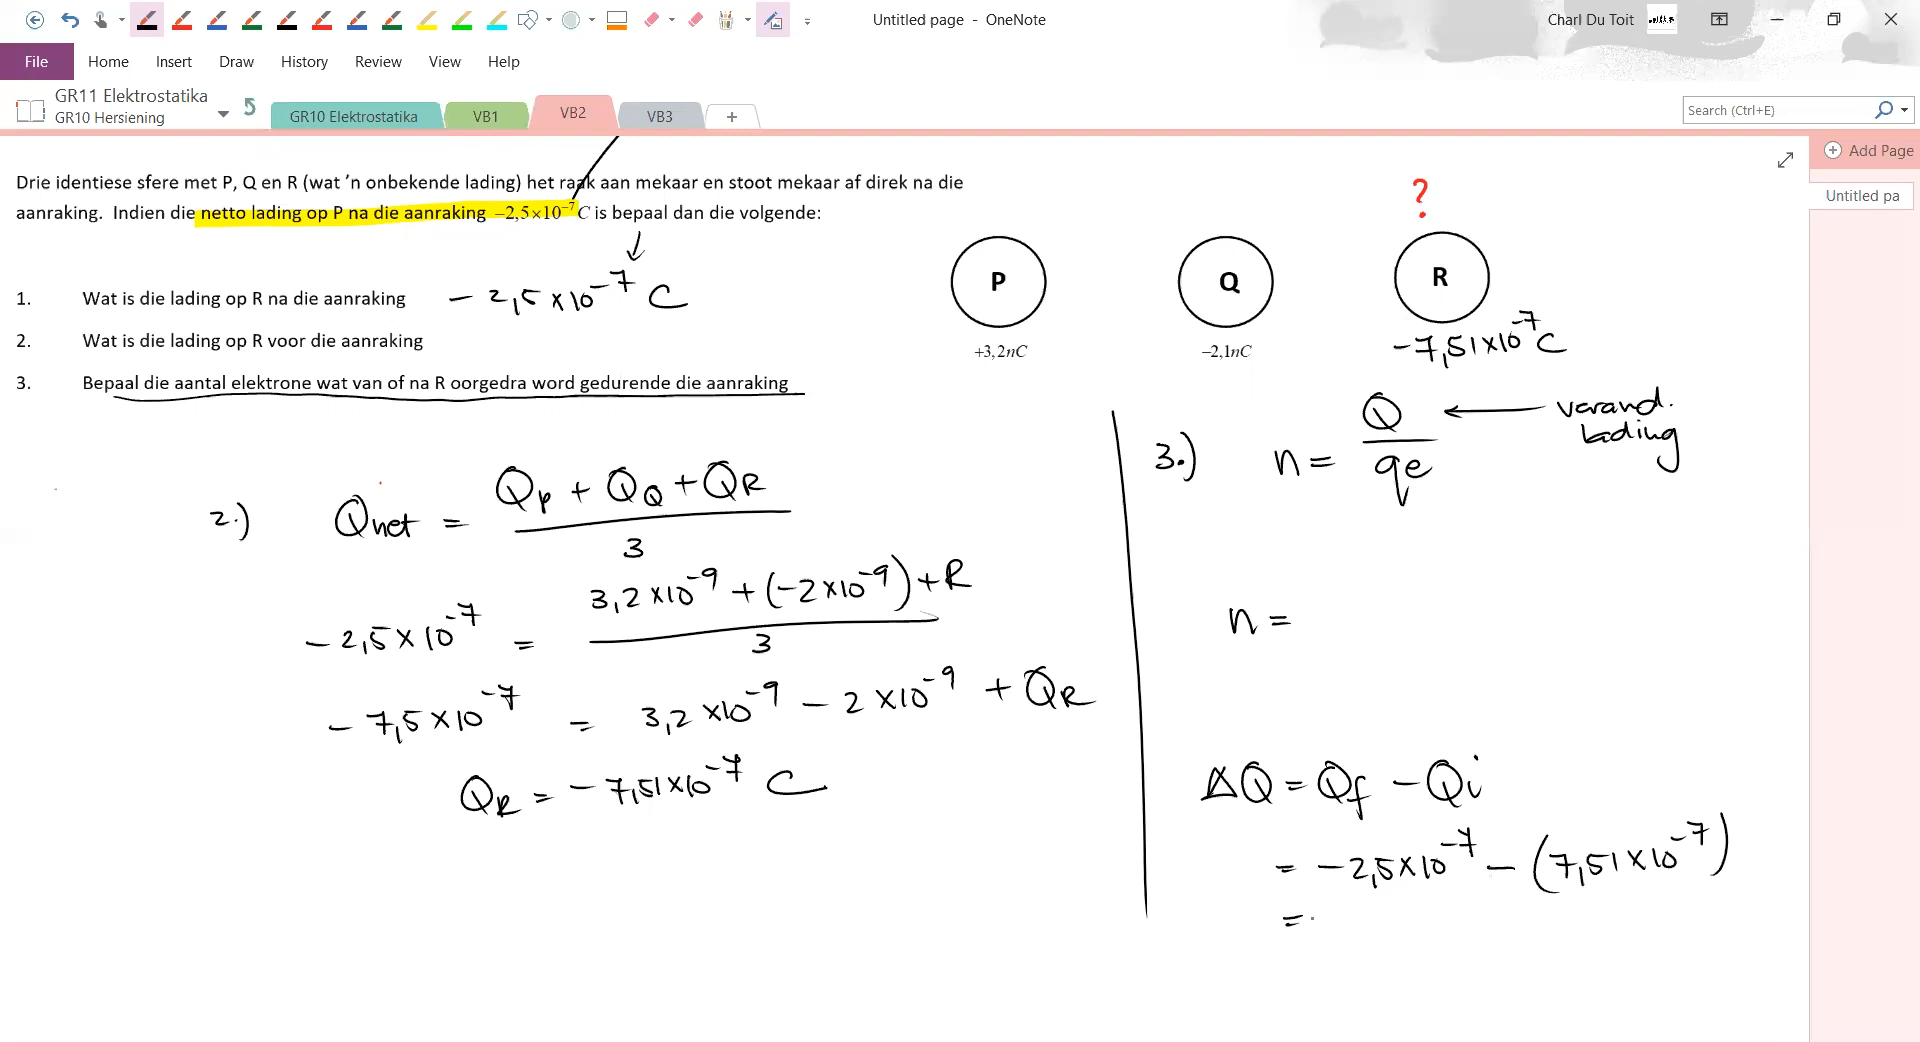 Untitled page - OneNote
Charl Du Toit
File Home Insert Draw History Review View Help
GR11 Elektrostatika
GR10 Hersiening
GR10 Elektrostatika VB1 VB2 VB3 +
Search (Ctrl+E)
Add Page
Untitled pa
Drie identiese sfere met P, Q en R (wat 'n onbekende lading) het raak aan mekaar en stoot mekaar af direk na die
aanraking. Indien die netto lading op P na die aanraking −2,5×10⁻⁷C is bepaal dan die volgende:
1. Wat is die lading op R na die aanraking − 2,5 × 10⁻⁷ C
2. Wat is die lading op R voor die aanraking
3. Bepaal die aantal elektrone wat van of na R oorgedra word gedurende die aanraking
?
P Q R
+3,2nC −2,1nC −7,51×10⁻⁷C
2.) Qnet = QP + QQ + QR
3
−2,5×10⁻⁷ = 3,2×10⁻⁹ + (−2×10⁻⁹) + R
3
−7,5×10⁻⁷ = 3,2×10⁻⁹ − 2×10⁻⁹ + QR
QR = −7,51×10⁻⁷ C
3.) n = Q
qe
verand.
lading
n =
ΔQ = Qf − Qi
= −2,5×10⁻⁷ − (7,51×10⁻⁷)
=